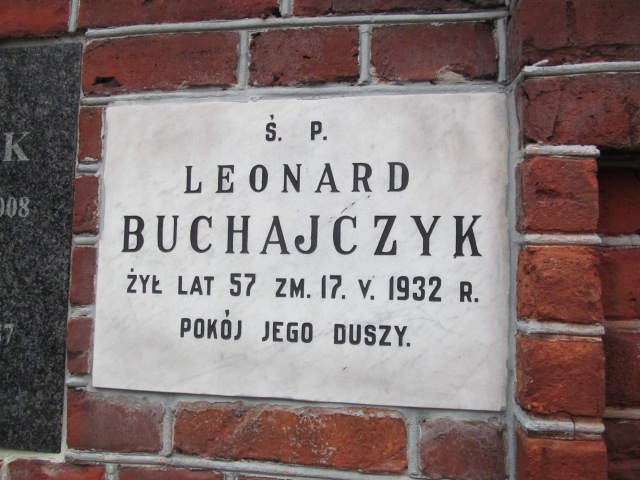 Ś. P.
LEONARD
BUCHAJCZYK
ŻYŁ LAT 57 ZM. 17. V. 1932 R.
POKÓJ JEGO DUSZY.